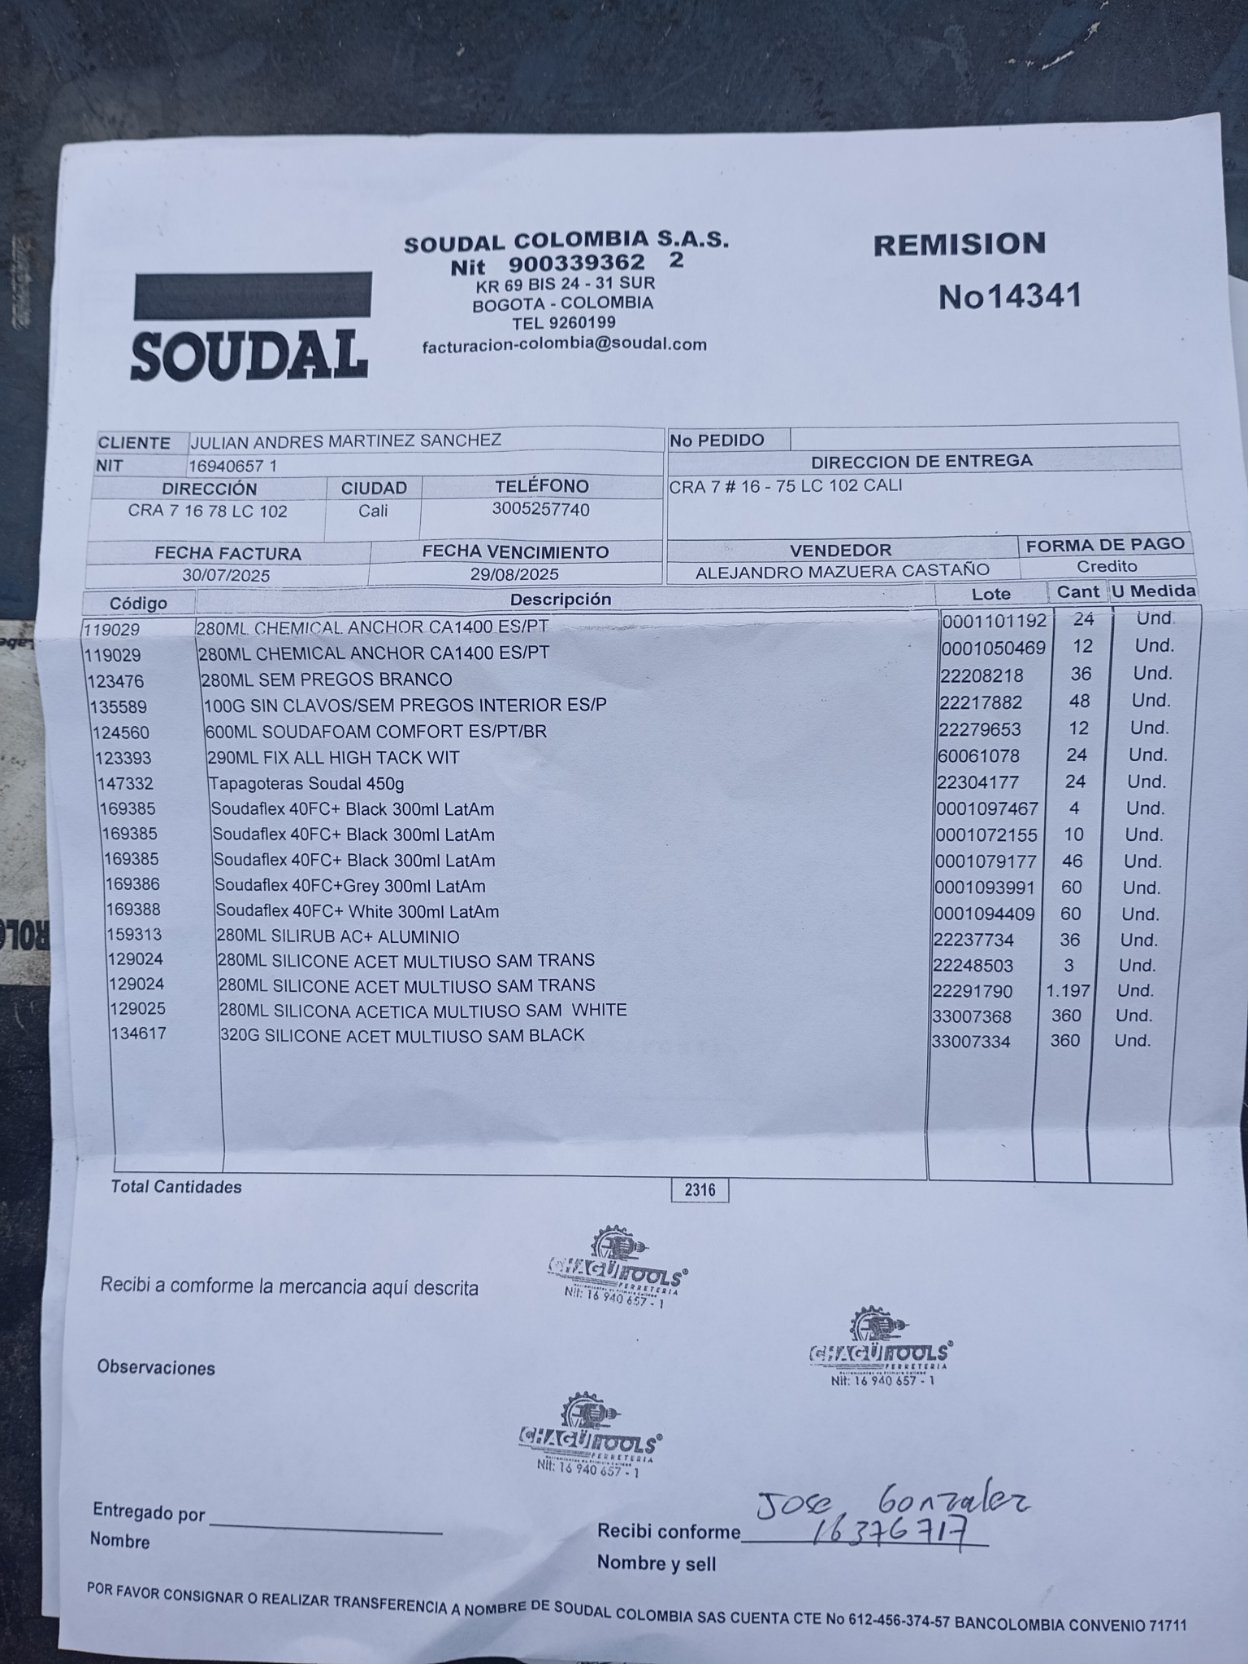 SOUDAL COLOMBIA S.A.S.
Nit 900339362 2
KR 69 BIS 24 - 31 SUR
BOGOTA - COLOMBIA
TEL 9260199
facturacion-colombia@soudal.com
REMISION
No14341
SOUDAL
CLIENTE JULIAN ANDRES MARTINEZ SANCHEZ
NIT 16940657 1
No PEDIDO
DIRECCION DE ENTREGA
DIRECCIÓN CIUDAD TELÉFONO
CRA 7 16 78 LC 102 Cali 3005257740
CRA 7 # 16 - 75 LC 102 CALI
FECHA FACTURA FECHA VENCIMIENTO VENDEDOR FORMA DE PAGO
30/07/2025 29/08/2025 ALEJANDRO MAZUERA CASTAÑO Credito
Código Descripción Lote Cant U Medida
119029 280ML CHEMICAL ANCHOR CA1400 ES/PT 0001101192 24 Und.
119029 280ML CHEMICAL ANCHOR CA1400 ES/PT 0001050469 12 Und.
123476 280ML SEM PREGOS BRANCO 22208218 36 Und.
135589 100G SIN CLAVOS/SEM PREGOS INTERIOR ES/P 22217882 48 Und.
124560 600ML SOUDAFOAM COMFORT ES/PT/BR 22279653 12 Und.
123393 290ML FIX ALL HIGH TACK WIT 60061078 24 Und.
147332 Tapagoteras Soudal 450g 22304177 24 Und.
169385 Soudaflex 40FC+ Black 300ml LatAm 0001097467 4 Und.
169385 Soudaflex 40FC+ Black 300ml LatAm 0001072155 10 Und.
169385 Soudaflex 40FC+ Black 300ml LatAm 0001079177 46 Und.
169386 Soudaflex 40FC+Grey 300ml LatAm 0001093991 60 Und.
169388 Soudaflex 40FC+ White 300ml LatAm 0001094409 60 Und.
159313 280ML SILIRUB AC+ ALUMINIO 22237734 36 Und.
129024 280ML SILICONE ACET MULTIUSO SAM TRANS 22248503 3 Und.
129024 280ML SILICONE ACET MULTIUSO SAM TRANS 22291790 1.197 Und.
129025 280ML SILICONA ACETICA MULTIUSO SAM WHITE 33007368 360 Und.
134617 320G SILICONE ACET MULTIUSO SAM BLACK 33007334 360 Und.
Total Cantidades 2316
CHAGÜTOOLS®
FERRETERIA
Nit: 16 940 657 - 1
Recibi a comforme la mercancia aquí descrita
CHAGÜTOOLS®
FERRETERIA
Nit: 16 940 657 - 1
Observaciones
CHAGÜTOOLS®
FERRETERIA
Nit: 16 940 657 - 1
Entregado por
Nombre
Jose Gonzalez
Recibi conforme 16376717
Nombre y sell
POR FAVOR CONSIGNAR O REALIZAR TRANSFERENCIA A NOMBRE DE SOUDAL COLOMBIA SAS CUENTA CTE No 612-456-374-57 BANCOLOMBIA CONVENIO 71711